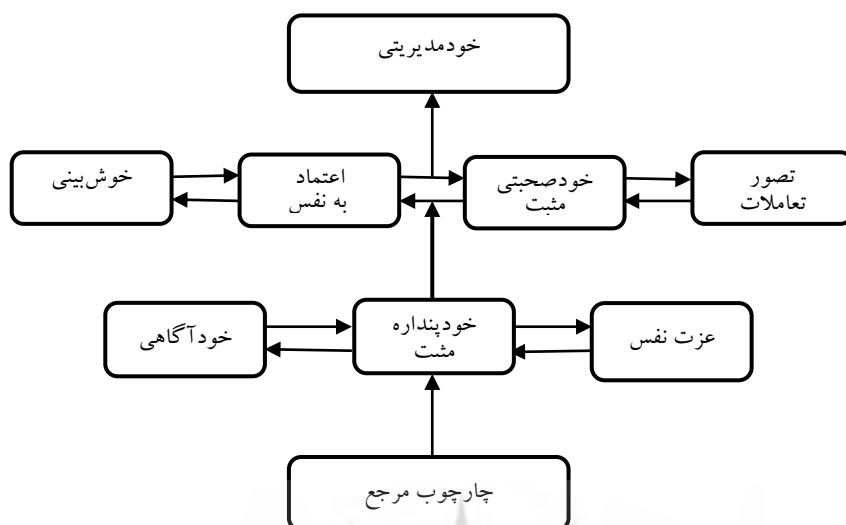 خودمدیریتی
خوش‌بینی
اعتماد
به نفس
خودصحبتی
مثبت
تصور
تعاملات
خودآگاهی
خودپنداره
مثبت
عزت نفس
چارچوب مرجع